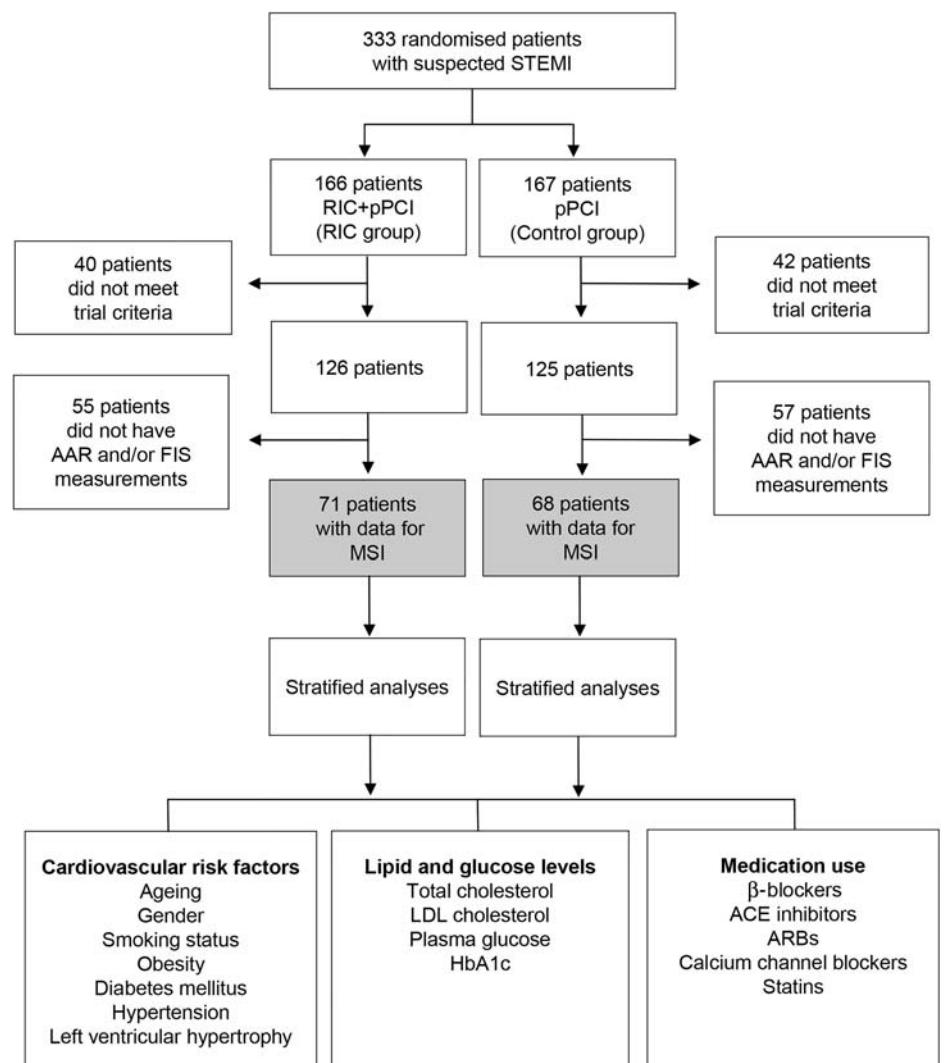 333 randomised patients
with suspected STEMI
166 patients
RIC+pPCI
(RIC group)
167 patients
pPCI
(Control group)
40 patients
did not meet
trial criteria
42 patients
did not meet
trial criteria
126 patients
125 patients
55 patients
did not have
AAR and/or FIS
measurements
57 patients
did not have
AAR and/or FIS
measurements
71 patients
with data for
MSI
68 patients
with data for
MSI
Stratified analyses
Stratified analyses
Cardiovascular risk factors
Ageing
Gender
Smoking status
Obesity
Diabetes mellitus
Hypertension
Left ventricular hypertrophy
Lipid and glucose levels
Total cholesterol
LDL cholesterol
Plasma glucose
HbA1c
Medication use
β-blockers
ACE inhibitors
ARBs
Calcium channel blockers
Statins